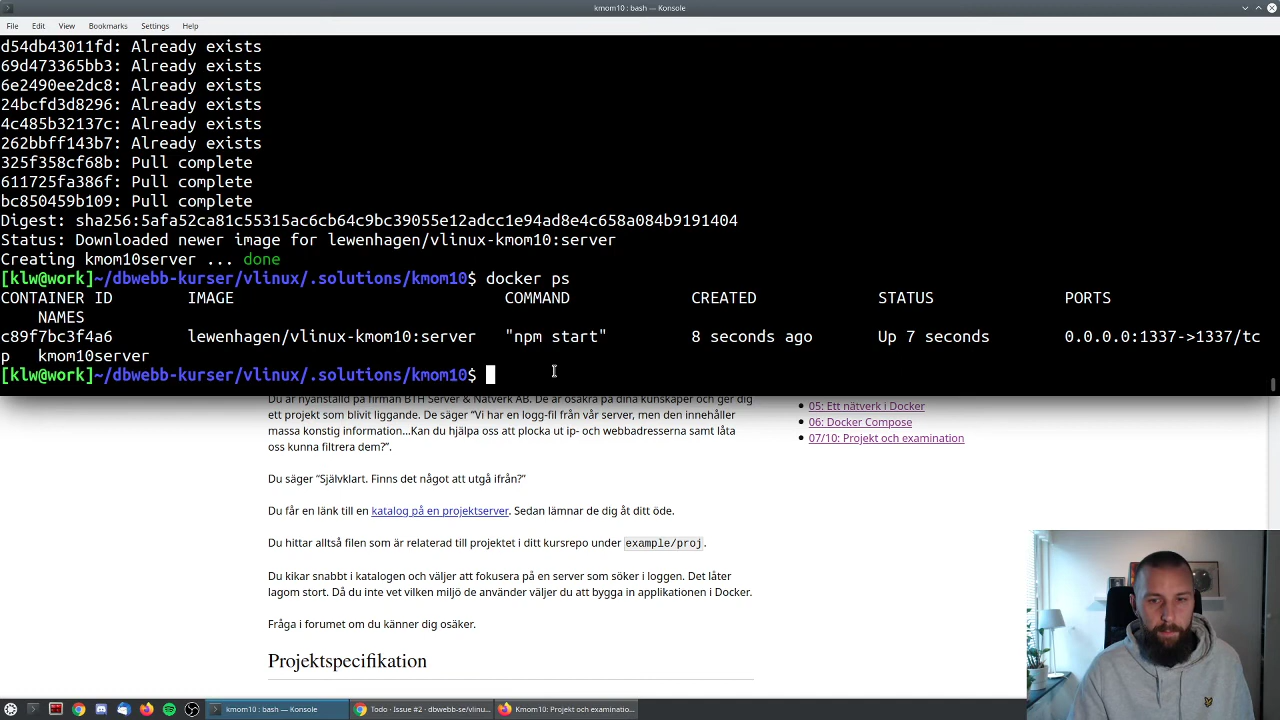 kmom10 : bash — Konsole
File Edit View Bookmarks Settings Help
d54db43011fd: Already exists
69d473365bb3: Already exists
6e2490ee2dc8: Already exists
24bcfd3d8296: Already exists
4c485b32137c: Already exists
262bbff143b7: Already exists
325f358cf68b: Pull complete
611725fa386f: Pull complete
bc850459b109: Pull complete
Digest: sha256:5afa52ca81c55315ac6cb64c9bc39055e12adcc1e94ad8e4c658a084b9191404
Status: Downloaded newer image for lewenhagen/vlinux-kmom10:server
Creating kmom10server ... done
[klw@work]~/dbwebb-kurser/vlinux/.solutions/kmom10$ docker ps
CONTAINER ID IMAGE COMMAND CREATED STATUS PORTS
NAMES
c89f7bc3f4a6 lewenhagen/vlinux-kmom10:server "npm start" 8 seconds ago Up 7 seconds 0.0.0.0:1337->1337/tc
p kmom10server
[klw@work]~/dbwebb-kurser/vlinux/.solutions/kmom10$
Du är nyanställd på firman BTH Server & Nätverk AB. De är osäkra på dina kunskaper och ger dig
ett projekt som blivit liggande. De säger “Vi har en logg-fil från vår server, men den innehåller
massa konstig information...Kan du hjälpa oss att plocka ut ip- och webbadresserna samt låta
oss kunna filtrera dem?”.
Du säger “Självklart. Finns det något att utgå ifrån?”
Du får en länk till en katalog på en projektserver. Sedan lämnar de dig åt ditt öde.
Du hittar alltså filen som är relaterad till projektet i ditt kursrepo under example/proj.
Du kikar snabbt i katalogen och väljer att fokusera på en server som söker i loggen. Det låter
lagom stort. Då du inte vet vilken miljö de använder väljer du att bygga in applikationen i Docker.
Fråga i forumet om du känner dig osäker.
Projektspecifikation
05: Ett nätverk i Docker
06: Docker Compose
07/10: Projekt och examination
kmom10 : bash — Konsole
Todo · Issue #2 · dbwebb-se/vlinu...
Kmom10: Projekt och examinatio...